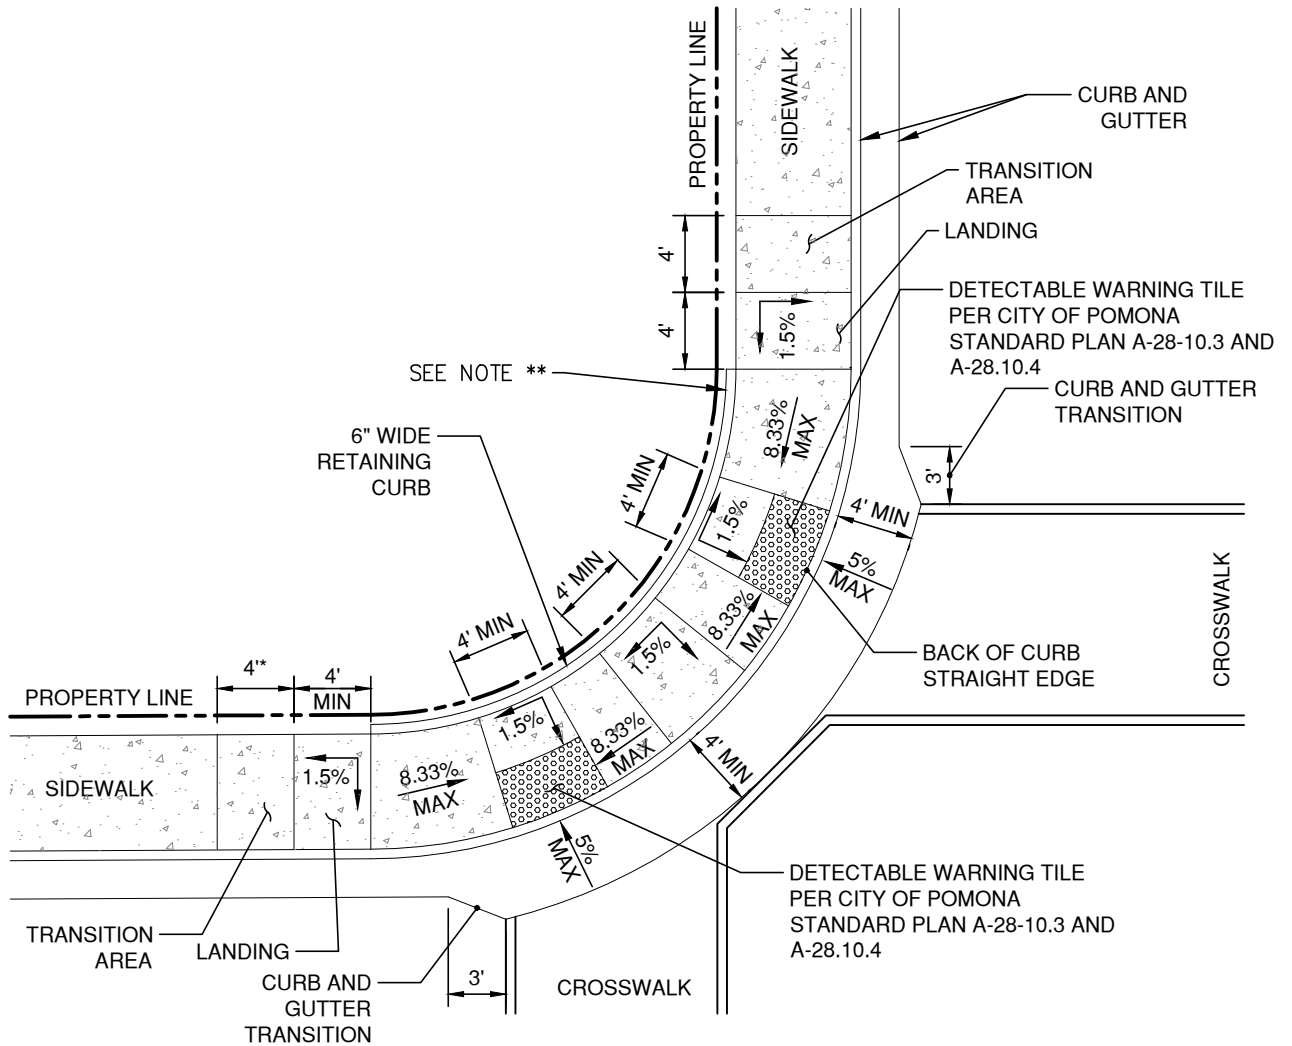 PROPERTY LINE
SIDEWALK
CURB AND
GUTTER
TRANSITION
AREA
LANDING
4'
4'
1.5%
DETECTABLE WARNING TILE
PER CITY OF POMONA
STANDARD PLAN A-28-10.3 AND
A-28.10.4
SEE NOTE **
CURB AND GUTTER
TRANSITION
8.33%
MAX
6" WIDE
RETAINING
CURB
4' MIN
3'
1.5%
4' MIN
5%
MAX
CROSSWALK
4' MIN
8.33%
MAX
4' MIN
1.5%
BACK OF CURB
STRAIGHT EDGE
4'*
4'
MIN
PROPERTY LINE
1.5%
8.33%
MAX
4' MIN
SIDEWALK
1.5%
8.33%
MAX
5%
MAX
DETECTABLE WARNING TILE
PER CITY OF POMONA
STANDARD PLAN A-28-10.3 AND
A-28.10.4
TRANSITION
AREA
LANDING
CURB AND
GUTTER
TRANSITION
3'
CROSSWALK